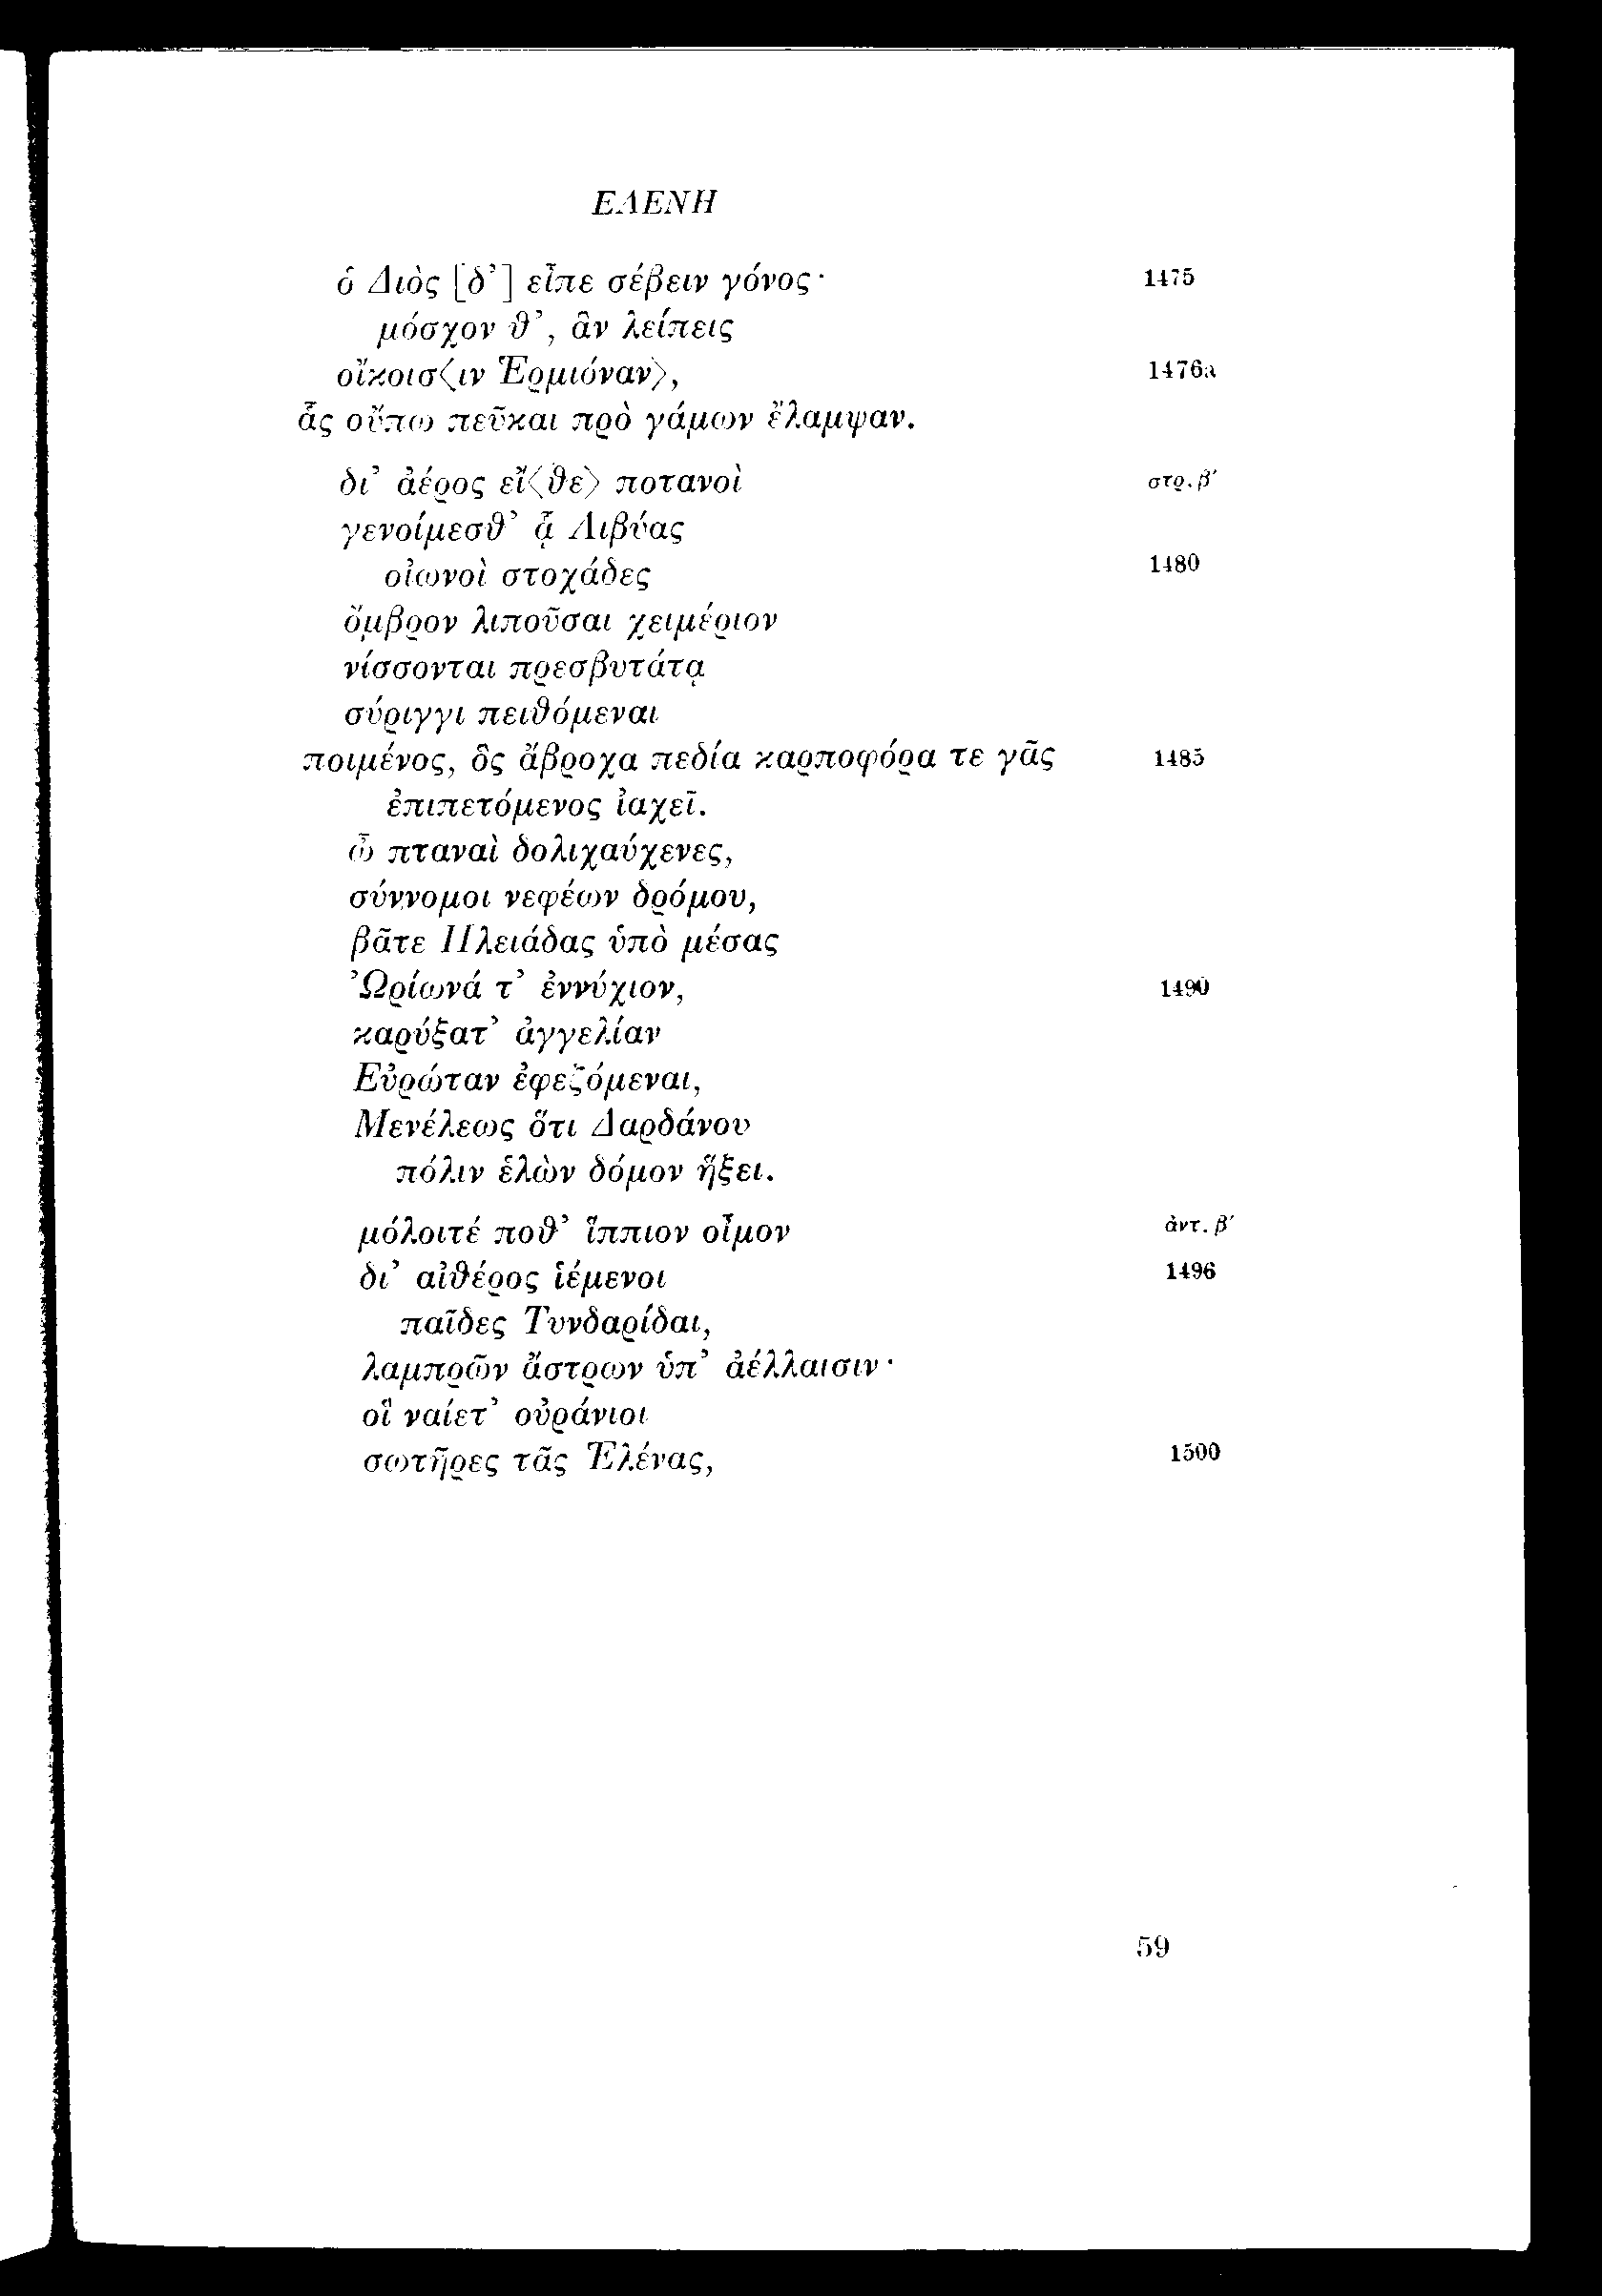 ΕΛΕΝΗ
ὁ Διὸς [δ’] εἶπε σέβειν γόνος· 1475
μόσχον θ’, ἃν λείπεις
οἴκοισ〈ιν Ἑρμιόναν〉, 1476a
ἇς οὔπω πεῦκαι πρὸ γάμων ἔλαμψαν.
δι’ ἀέρος εἴ〈θε〉 ποτανοὶ στρ. β′
γενοίμεσθ’ ᾇ Λιβύας
οἰωνοὶ στοχάδες 1480
ὄμβρον λιποῦσαι χειμέριον
νίσσονται πρεσβυτάτᾳ
σύριγγι πειθόμεναι
ποιμένος, ὃς ἄβροχα πεδία καρποφόρα τε γᾶς 1485
ἐπιπετόμενος ἰαχεῖ.
ὦ πταναὶ δολιχαύχενες,
σύννομοι νεφέων δρόμου,
βᾶτε Πλειάδας ὑπὸ μέσας
Ὠρίωνά τ’ ἐννύχιον, 1490
καρύξατ’ ἀγγελίαν
Εὐρώταν ἐφεζόμεναι,
Μενέλεως ὅτι Δαρδάνου
πόλιν ἑλὼν δόμον ἥξει.
μόλοιτέ ποθ’ ἵππιον οἶμον ἀντ. β′
δι’ αἰθέρος ἱέμενοι 1496
παῖδες Τυνδαρίδαι,
λαμπρῶν ἄστρων ὑπ’ ἀέλλαισιν·
οἳ ναίετ’ οὐράνιοι
σωτῆρες τᾶς Ἑλένας, 1500
59